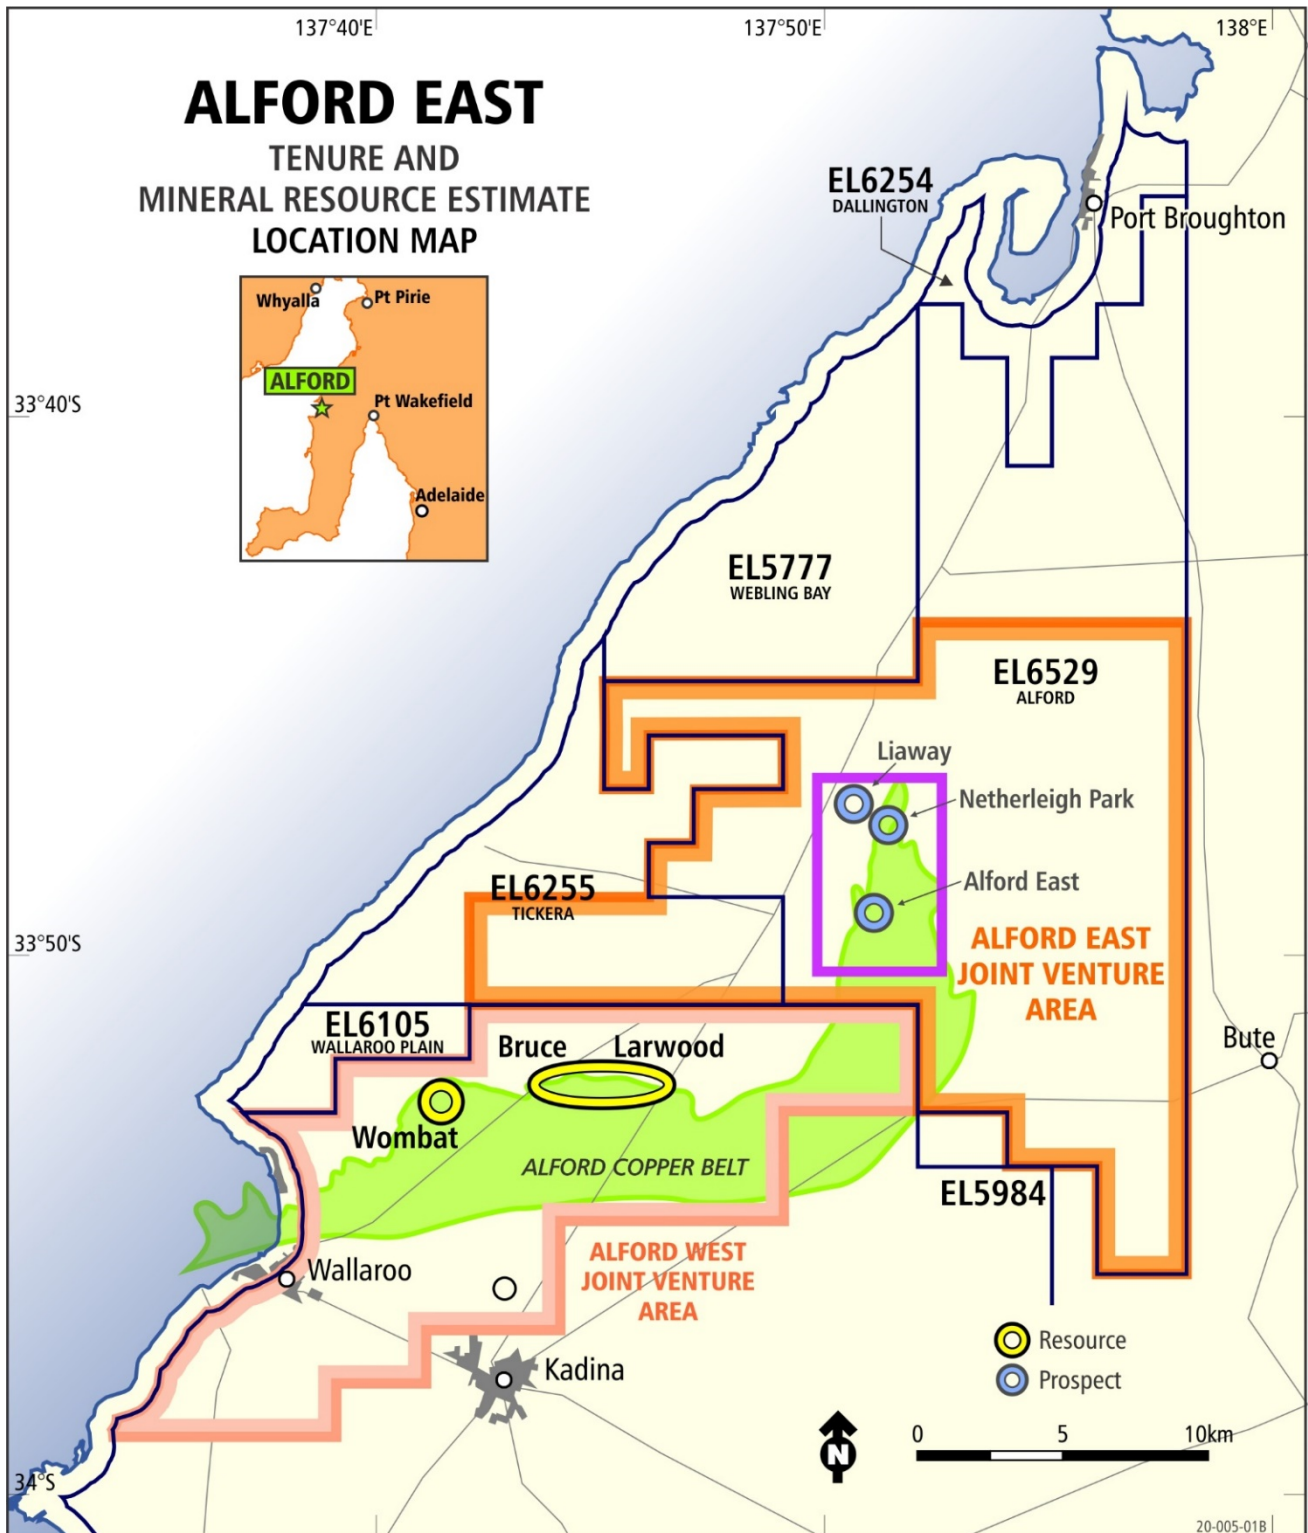 137°40'E
137°50'E
138°E
ALFORD EAST
TENURE AND
MINERAL RESOURCE ESTIMATE
LOCATION MAP
EL6254
DALLINGTON
Port Broughton
Whyalla
Pt Pirie
ALFORD
Pt Wakefield
Adelaide
33°40'S
EL5777
WEBLING BAY
EL6529
ALFORD
Liaway
Netherleigh Park
Alford East
EL6255
TICKERA
33°50'S
ALFORD EAST
JOINT VENTURE
AREA
EL6105
WALLAROO PLAIN
Bruce
Larwood
Bute
Wombat
ALFORD COPPER BELT
EL5984
ALFORD WEST
JOINT VENTURE
AREA
Wallaroo
Kadina
Resource
Prospect
N
0 5 10km
34°S
20-005-01B